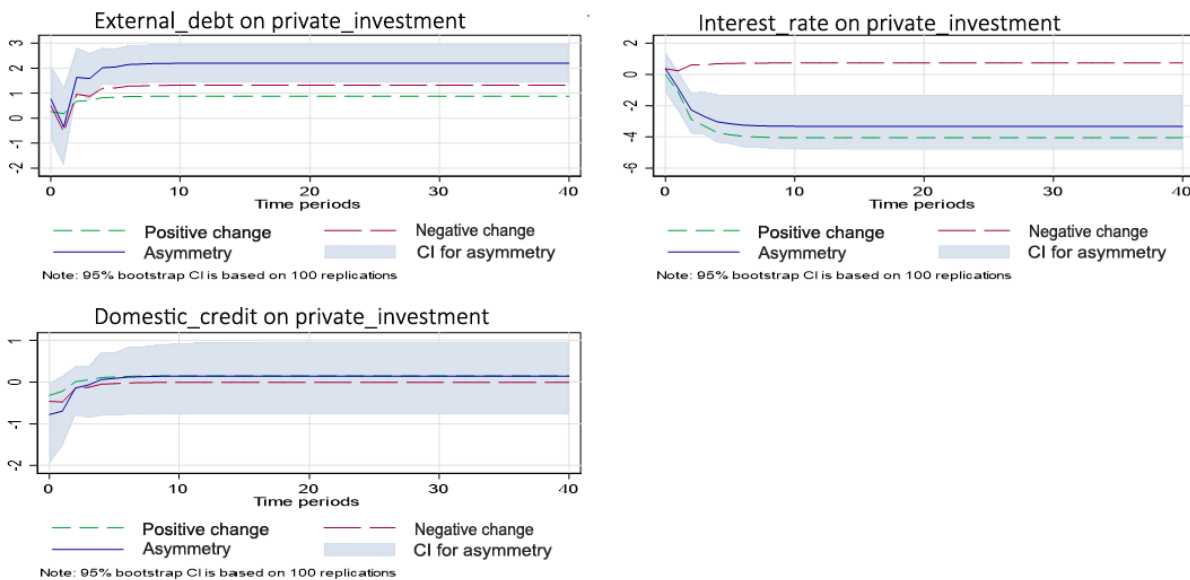 External_debt on private_investment
3
2
1
0
-1
-2
0 10 20 30 40
Time periods
Positive change Negative change
Asymmetry CI for asymmetry
Note: 95% bootstrap CI is based on 100 replications
Interest_rate on private_investment
2
0
-2
-4
-6
0 10 20 30 40
Time periods
Positive change Negative change
Asymmetry CI for asymmetry
Note: 95% bootstrap CI is based on 100 replications
Domestic_credit on private_investment
1
0
-1
-2
0 10 20 30 40
Time periods
Positive change Negative change
Asymmetry CI for asymmetry
Note: 95% bootstrap CI is based on 100 replications